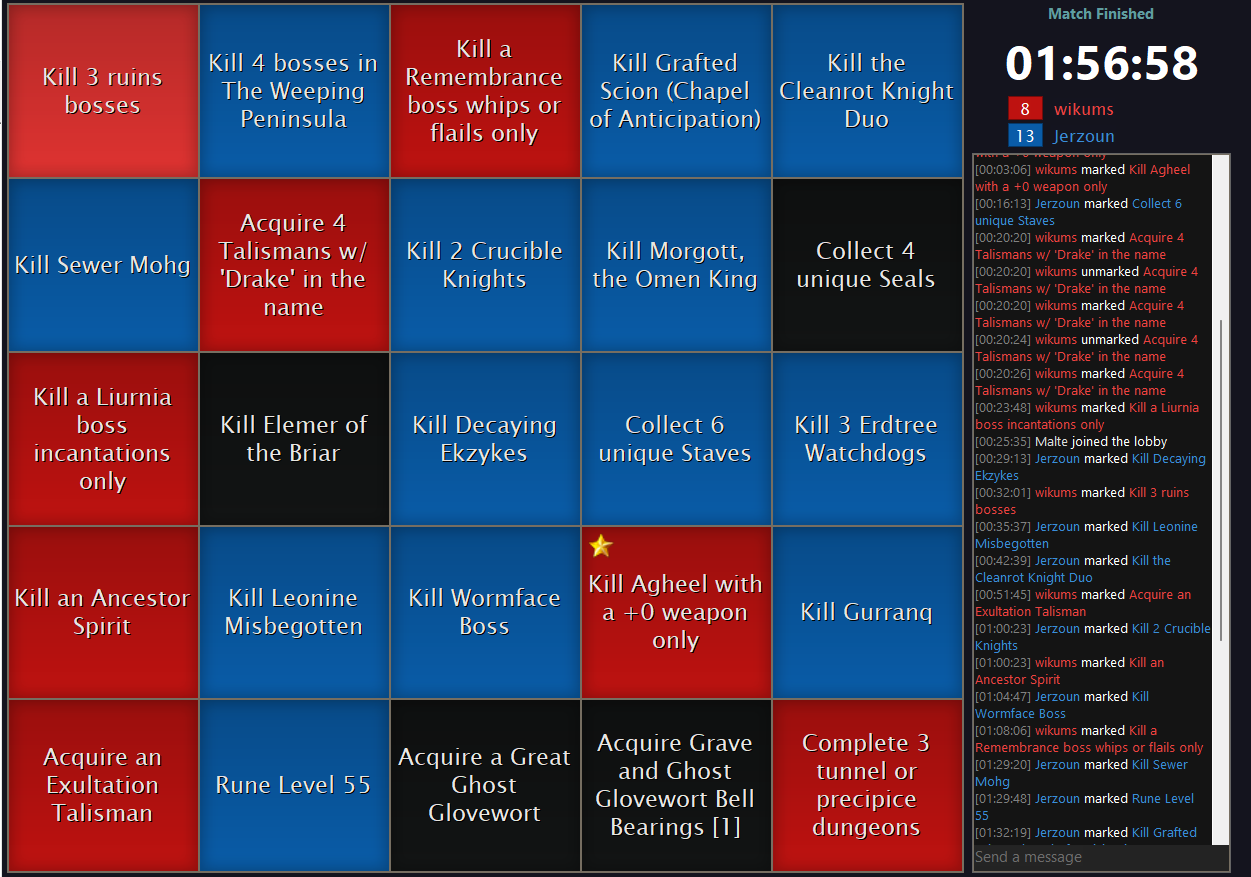 Kill 3 ruins
bosses
Kill 4 bosses in
The Weeping
Peninsula
Kill a
Remembrance
boss whips or
flails only
Kill Grafted
Scion (Chapel
of Anticipation)
Kill the
Cleanrot Knight
Duo
Kill Sewer Mohg
Acquire 4
Talismans w/
'Drake' in the
name
Kill 2 Crucible
Knights
Kill Morgott,
the Omen King
Collect 4
unique Seals
Kill a Liurnia
boss
incantations
only
Kill Elemer of
the Briar
Kill Decaying
Ekzykes
Collect 6
unique Staves
Kill 3 Erdtree
Watchdogs
Kill an Ancestor
Spirit
Kill Leonine
Misbegotten
Kill Wormface
Boss
Kill Agheel with
a +0 weapon
only
Kill Gurranq
Acquire an
Exultation
Talisman
Rune Level 55
Acquire a Great
Ghost
Glovewort
Acquire Grave
and Ghost
Glovewort Bell
Bearings [1]
Complete 3
tunnel or
precipice
dungeons
Match Finished
01:56:58
8 wikums
13 Jerzoun
with a +0 weapon only
[00:03:06] wikums marked Kill Agheel
with a +0 weapon only
[00:16:13] Jerzoun marked Collect 6
unique Staves
[00:20:20] wikums marked Acquire 4
Talismans w/ 'Drake' in the name
[00:20:20] wikums unmarked Acquire 4
Talismans w/ 'Drake' in the name
[00:20:20] wikums marked Acquire 4
Talismans w/ 'Drake' in the name
[00:20:24] wikums unmarked Acquire 4
Talismans w/ 'Drake' in the name
[00:20:26] wikums marked Acquire 4
Talismans w/ 'Drake' in the name
[00:23:48] wikums marked Kill a Liurnia
boss incantations only
[00:25:35] Malte joined the lobby
[00:29:13] Jerzoun marked Kill Decaying
Ekzykes
[00:32:01] wikums marked Kill 3 ruins
bosses
[00:35:37] Jerzoun marked Kill Leonine
Misbegotten
[00:42:39] Jerzoun marked Kill the
Cleanrot Knight Duo
[00:51:45] wikums marked Acquire an
Exultation Talisman
[01:00:23] Jerzoun marked Kill 2 Crucible
Knights
[01:00:23] wikums marked Kill an
Ancestor Spirit
[01:04:47] Jerzoun marked Kill
Wormface Boss
[01:08:06] wikums marked Kill a
Remembrance boss whips or flails only
[01:29:20] Jerzoun marked Kill Sewer
Mohg
[01:29:48] Jerzoun marked Rune Level
55
[01:32:19] Jerzoun marked Kill Grafted
Send a message